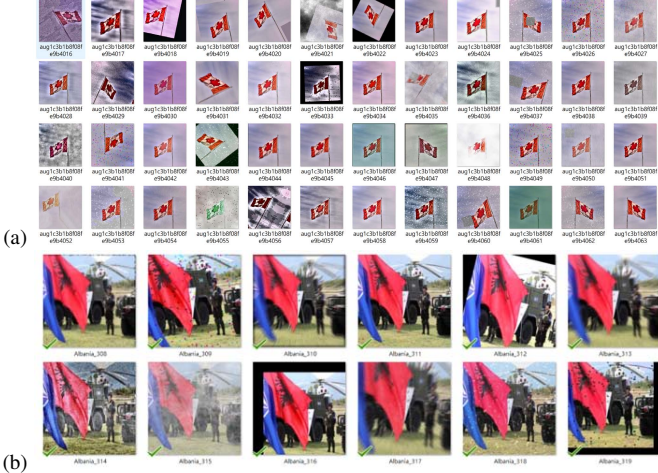 aug1c3b1b8f08f aug1c3b1b8f08f aug1c3b1b8f08f aug1c3b1b8f08f aug1c3b1b8f08f aug1c3b1b8f08f aug1c3b1b8f08f aug1c3b1b8f08f aug1c3b1b8f08f aug1c3b1b8f08f aug1c3b1b8f08f aug1c3b1b8f08f
e9b4016 e9b4017 e9b4018 e9b4019 e9b4020 e9b4021 e9b4022 e9b4023 e9b4024 e9b4025 e9b4026 e9b4027
aug1c3b1b8f08f aug1c3b1b8f08f aug1c3b1b8f08f aug1c3b1b8f08f aug1c3b1b8f08f aug1c3b1b8f08f aug1c3b1b8f08f aug1c3b1b8f08f aug1c3b1b8f08f aug1c3b1b8f08f aug1c3b1b8f08f aug1c3b1b8f08f
e9b4028 e9b4029 e9b4030 e9b4031 e9b4032 e9b4033 e9b4034 e9b4035 e9b4036 e9b4037 e9b4038 e9b4039
aug1c3b1b8f08f aug1c3b1b8f08f aug1c3b1b8f08f aug1c3b1b8f08f aug1c3b1b8f08f aug1c3b1b8f08f aug1c3b1b8f08f aug1c3b1b8f08f aug1c3b1b8f08f aug1c3b1b8f08f aug1c3b1b8f08f aug1c3b1b8f08f
e9b4040 e9b4041 e9b4042 e9b4043 e9b4044 e9b4045 e9b4046 e9b4047 e9b4048 e9b4049 e9b4050 e9b4051
aug1c3b1b8f08f aug1c3b1b8f08f aug1c3b1b8f08f aug1c3b1b8f08f aug1c3b1b8f08f aug1c3b1b8f08f aug1c3b1b8f08f aug1c3b1b8f08f aug1c3b1b8f08f aug1c3b1b8f08f aug1c3b1b8f08f aug1c3b1b8f08f
e9b4052 e9b4053 e9b4054 e9b4055 e9b4056 e9b4057 e9b4058 e9b4059 e9b4060 e9b4061 e9b4062 e9b4063
(a)
Albania_308 Albania_309 Albania_310 Albania_311 Albania_312 Albania_313
Albania_314 Albania_315 Albania_316 Albania_317 Albania_318 Albania_319
(b)